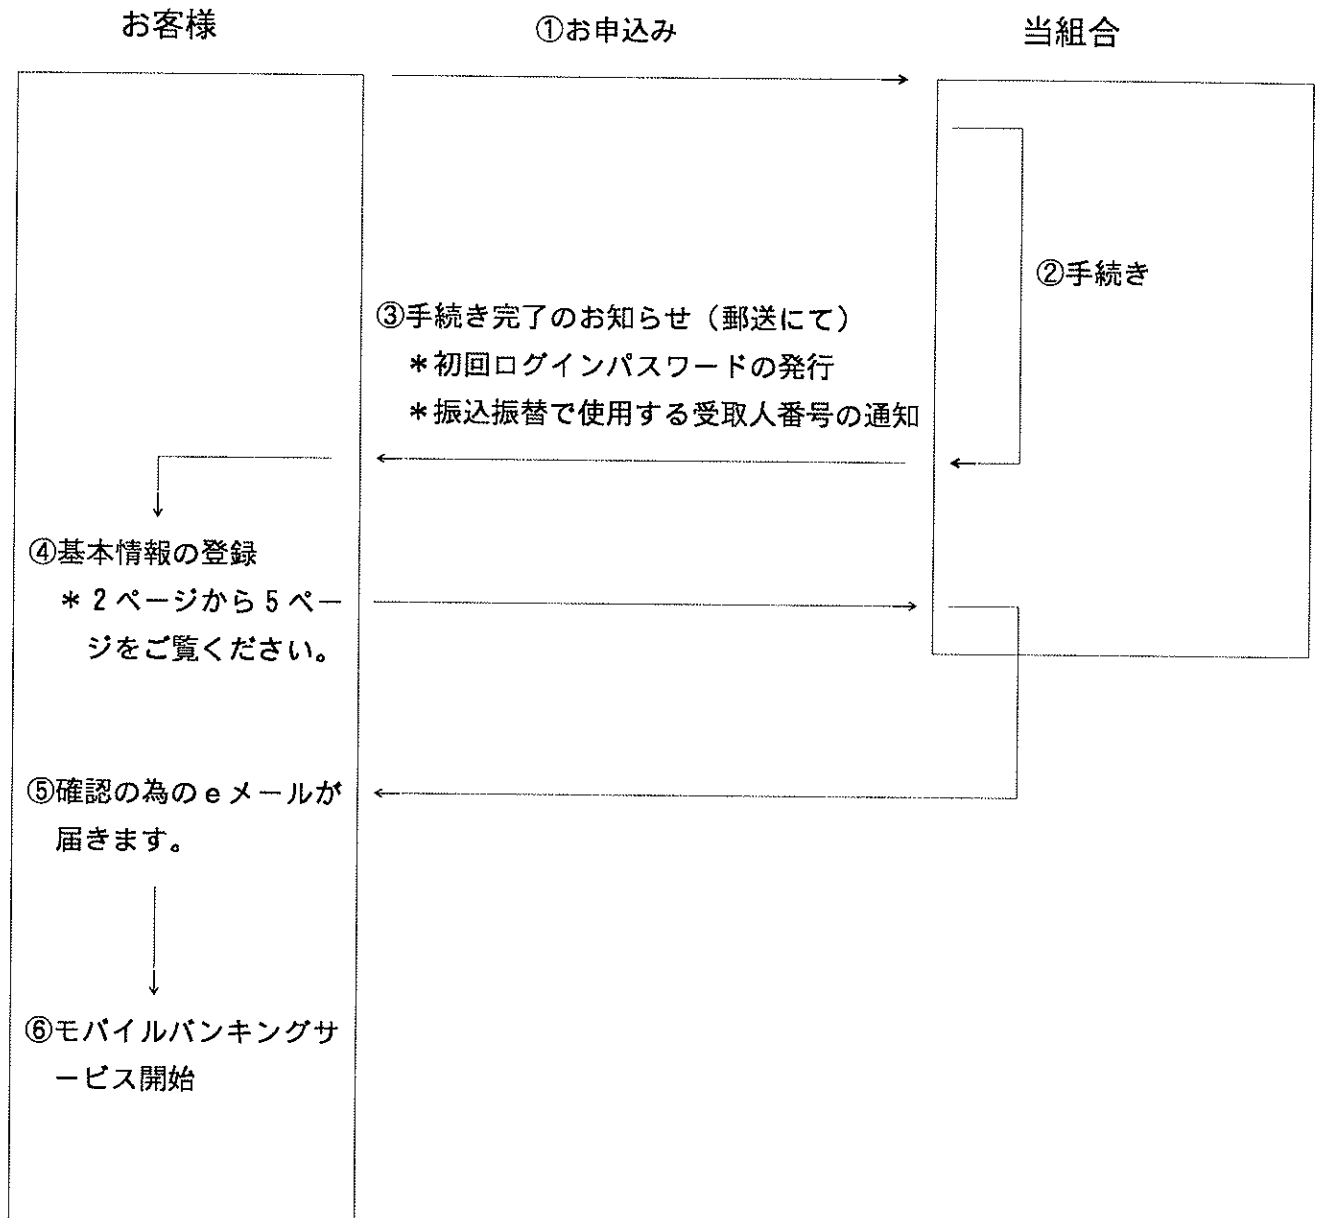 お客様
①お申込み
当組合
②手続き
③手続き完了のお知らせ（郵送にて）
＊初回ログインパスワードの発行
＊振込振替で使用する受取人番号の通知
④基本情報の登録
＊２ページから５ペー
ジをご覧ください。
⑤確認の為のｅメールが
届きます。
⑥モバイルバンキングサ
ービス開始